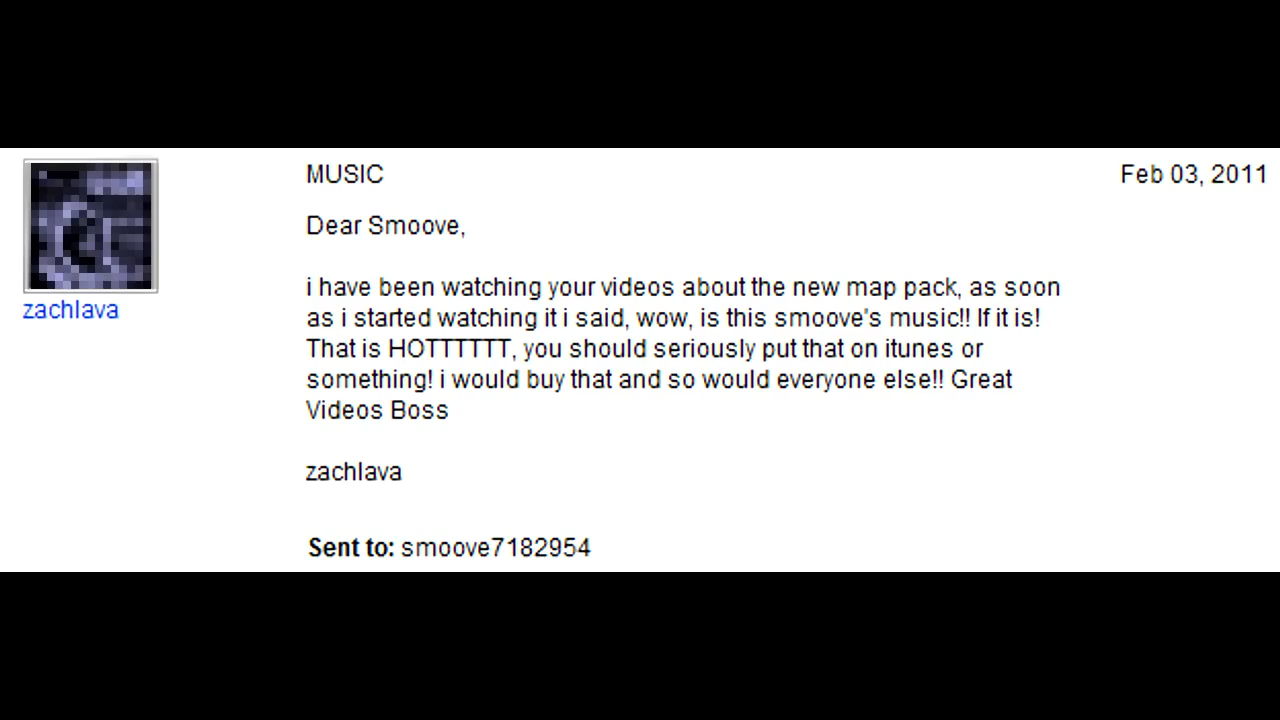 MUSIC
Feb 03, 2011
Dear Smoove,
i have been watching your videos about the new map pack, as soon
as i started watching it i said, wow, is this smoove's music!! If it is!
That is HOTTTTTT, you should seriously put that on itunes or
something! i would buy that and so would everyone else!! Great
Videos Boss
zachlava
zachlava
Sent to: smoove7182954